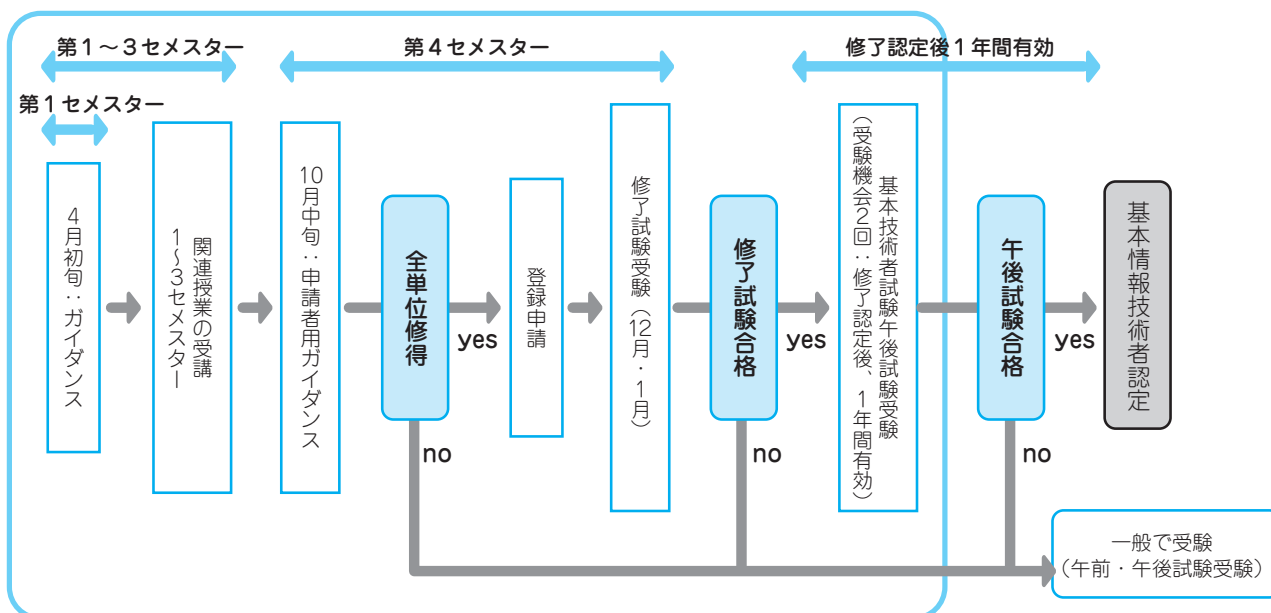 第1～3セメスター
第4セメスター
修了認定後1年間有効
第1セメスター
4月初旬：ガイダンス
関連授業の受講
1～3セメスター
10月中旬：申請者用ガイダンス
全単位修得
yes
no
登録申請
修了試験受験（12月・1月）
修了試験合格
yes
no
基本技術者試験午後試験受験
（受験機会2回：修了認定後、1年間有効）
午後試験合格
yes
no
基本情報技術者認定
一般で受験
（午前・午後試験受験）